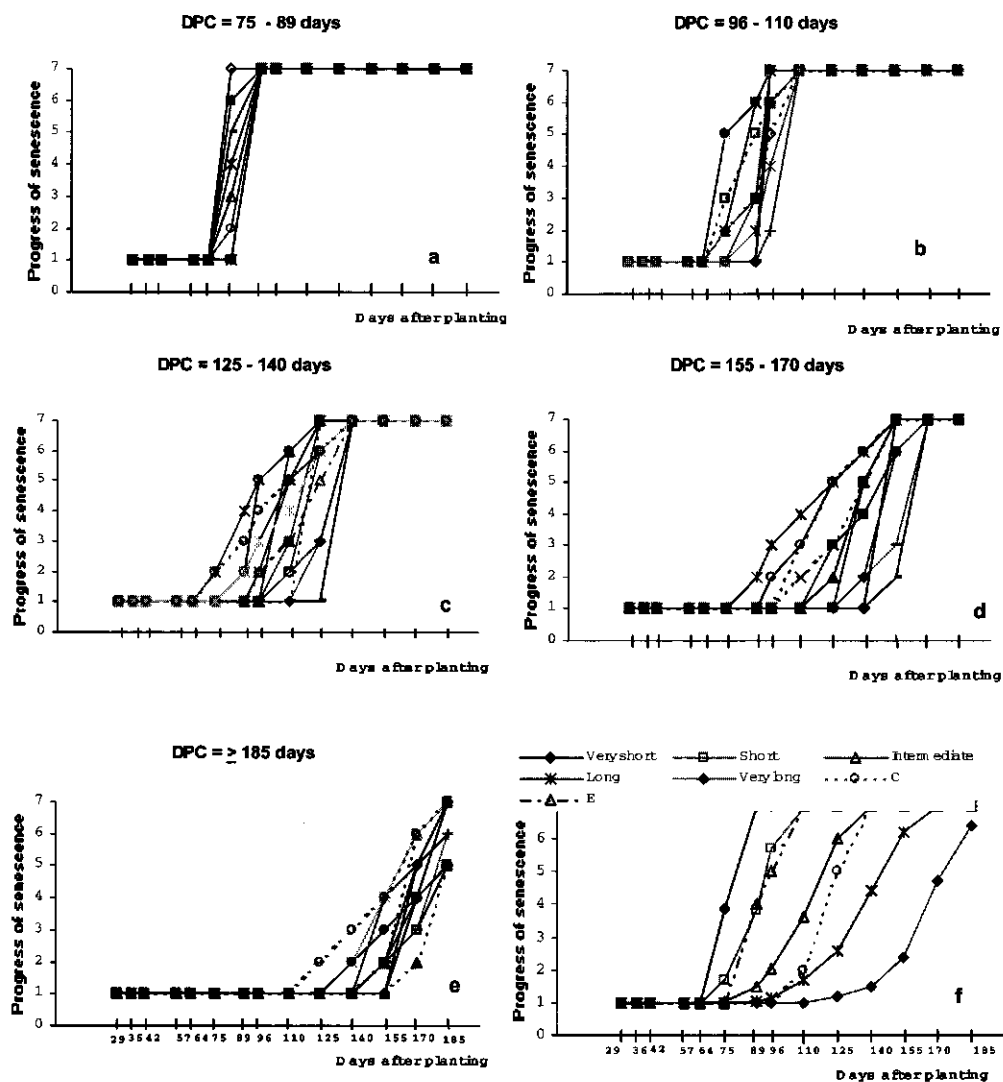 DPC = 75 - 89 days
Progress of senescence
7
6
5
4
3
2
1
0
a
Days after planting
DPC = 96 - 110 days
Progress of senescence
7
6
5
4
3
2
1
0
b
Days after planting
DPC = 125 - 140 days
Progress of senescence
7
6
5
4
3
2
1
0
c
Days after planting
DPC = 155 - 170 days
Progress of senescence
7
6
5
4
3
2
1
0
d
Days after planting
DPC = ≥ 185 days
Progress of senescence
7
6
5
4
3
2
1
0
e
29 36 42 57 64 75 89 96 110 125 140 155 170 185
Days after planting
Very short Short Intermediate
Long Very long C
E
Progress of senescence
6
5
4
3
2
1
0
f
29 36 42 57 64 75 89 96 110 125 140 155 170 185
Days after planting